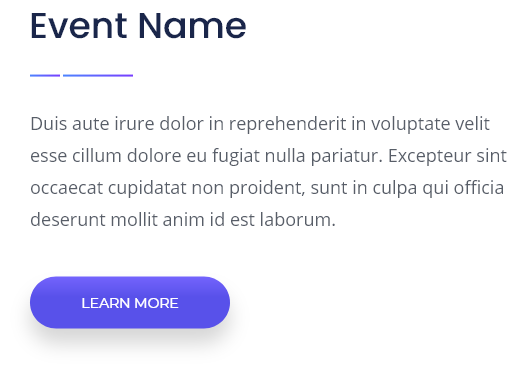 Event Name
Duis aute irure dolor in reprehenderit in voluptate velit
esse cillum dolore eu fugiat nulla pariatur. Excepteur sint
occaecat cupidatat non proident, sunt in culpa qui officia
deserunt mollit anim id est laborum.
LEARN MORE